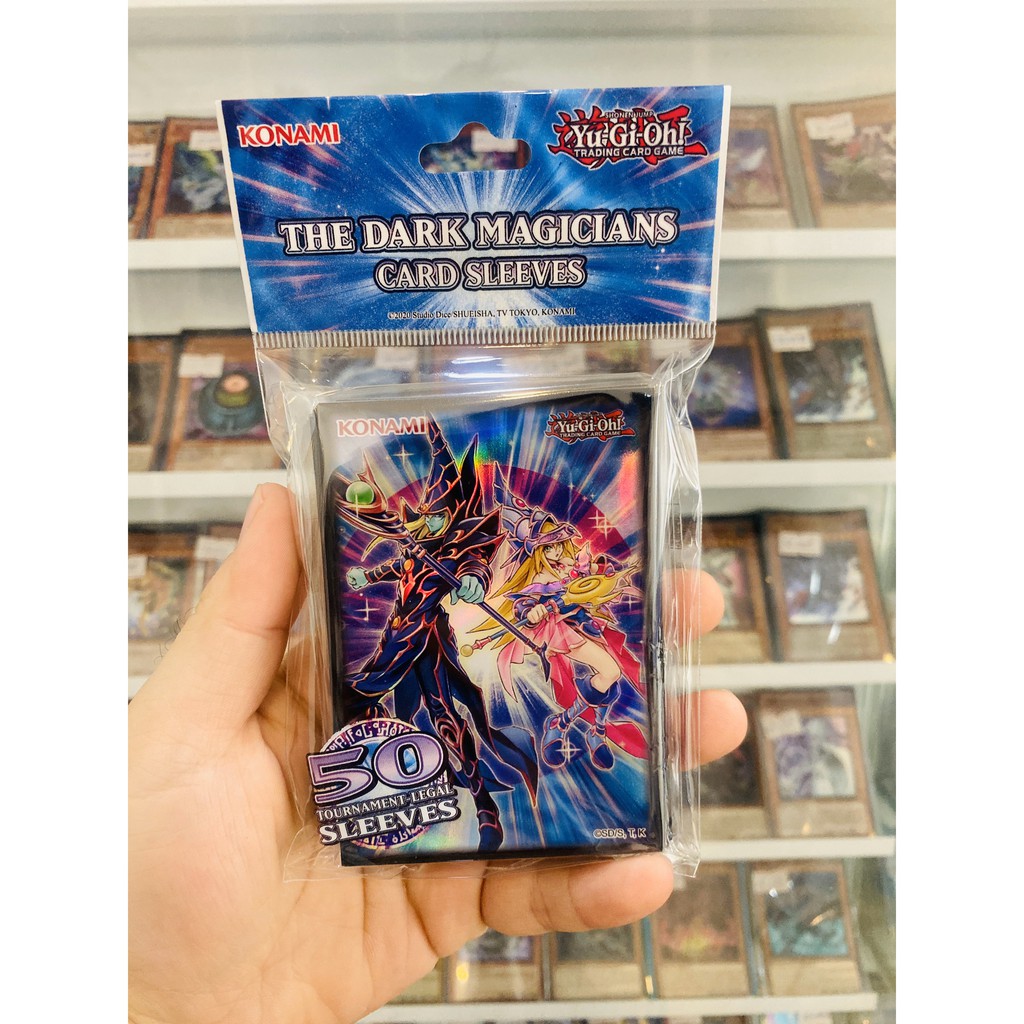 KONAMI
SHONEN JUMP
Yu-Gi-Oh!
TRADING CARD GAME
THE DARK MAGICIANS
CARD SLEEVES
©2020 Studio Dice/SHUEISHA, TV TOKYO, KONAMI
KONAMI
Yu-Gi-Oh!
TRADING CARD GAME
50
TOURNAMENT-LEGAL
SLEEVES
©SD/S, T, K